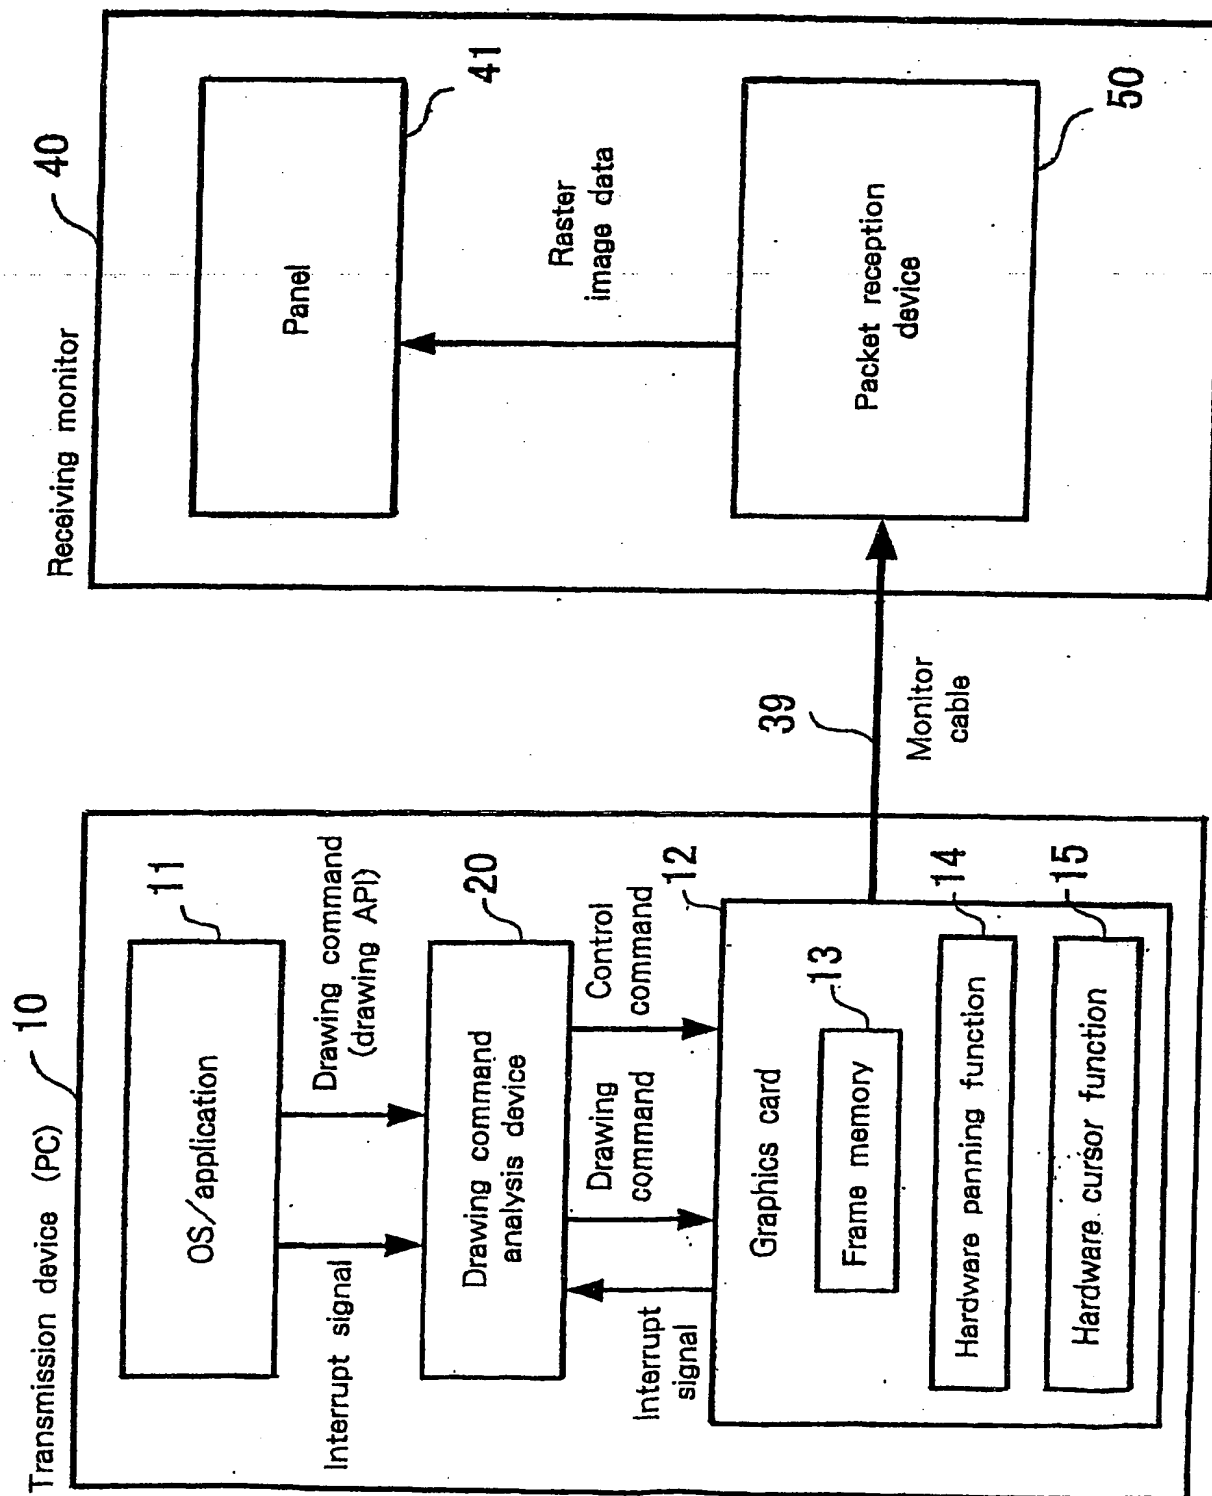 Transmission device (PC)
10
OS/application
11
Interrupt signal
Drawing command
(drawing API)
Drawing command
analysis device
20
Interrupt
signal
Drawing
command
Control
command
12
Graphics card
Frame memory
13
Hardware panning function
14
Hardware cursor function
15
39
Monitor
cable
Receiving monitor
40
Panel
41
Raster
image data
Packet reception
device
50